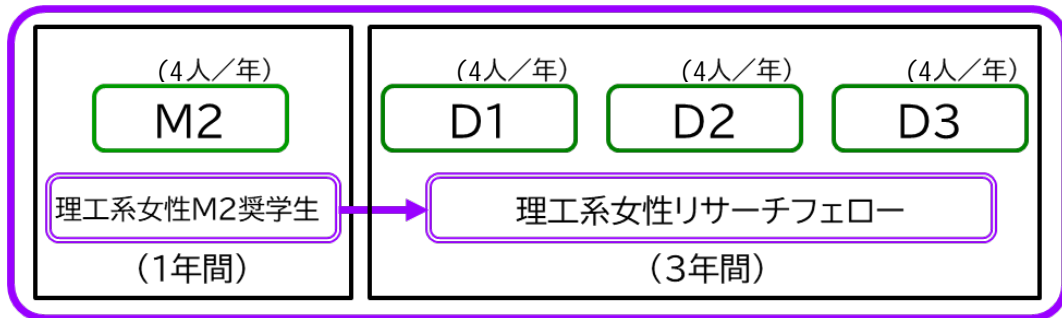 (4人／年)
M2
理工系女性M2奨学生
(1年間)
(4人／年) (4人／年) (4人／年)
D1 D2 D3
理工系女性リサーチフェロー
(3年間)